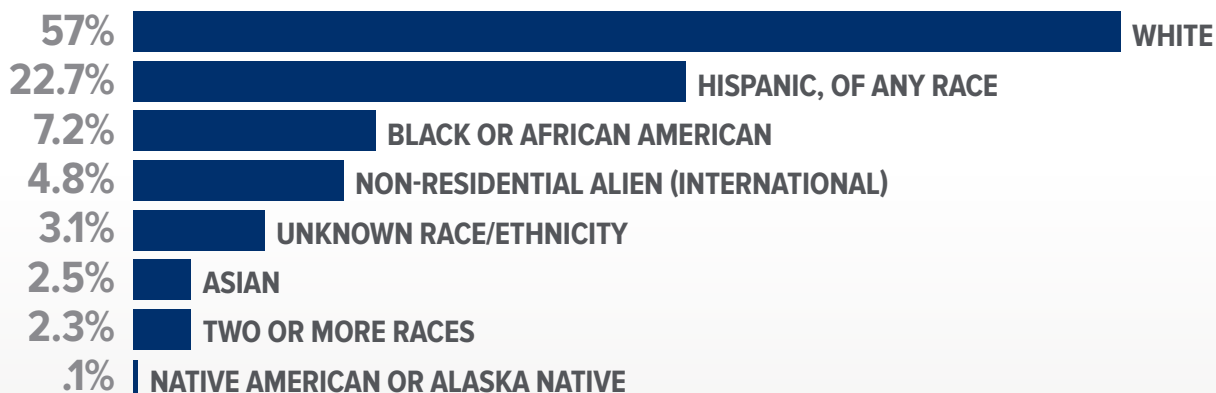 57% WHITE
22.7% HISPANIC, OF ANY RACE
7.2% BLACK OR AFRICAN AMERICAN
4.8% NON-RESIDENTIAL ALIEN (INTERNATIONAL)
3.1% UNKNOWN RACE/ETHNICITY
2.5% ASIAN
2.3% TWO OR MORE RACES
.1% NATIVE AMERICAN OR ALASKA NATIVE